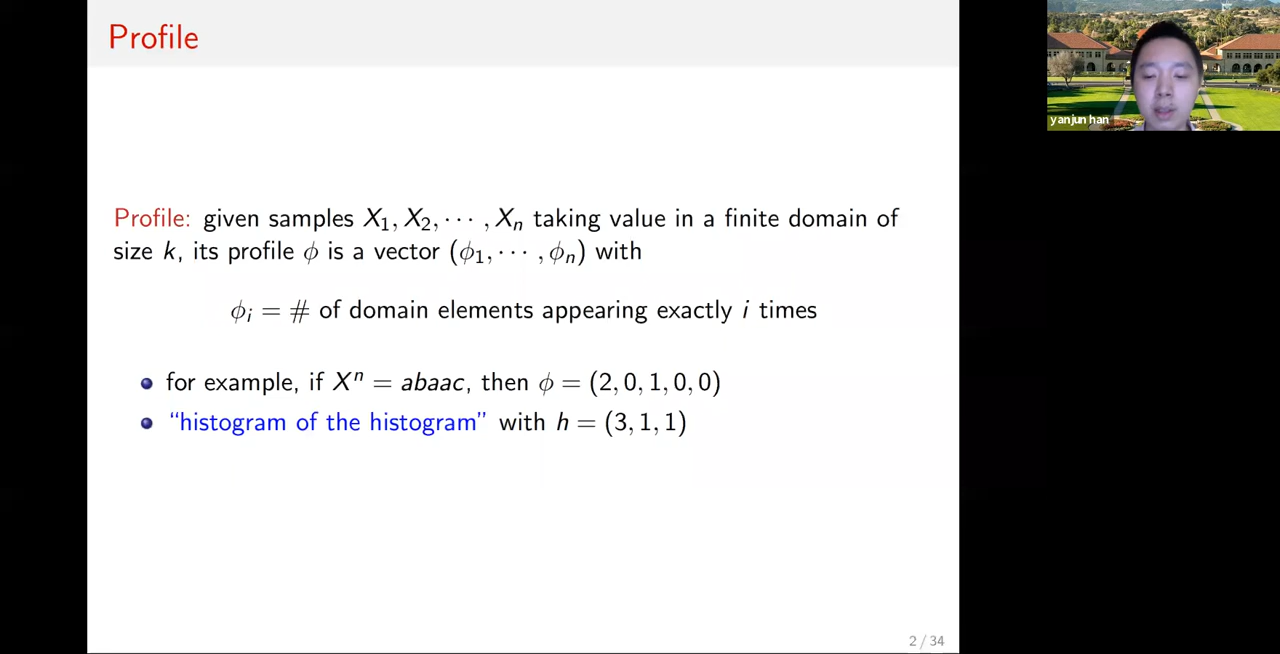 Profile
yanjun han
Profile: given samples X₁, X₂, ⋯ , Xₙ taking value in a finite domain of
size k, its profile ϕ is a vector (ϕ₁, ⋯ , ϕₙ) with
ϕᵢ = # of domain elements appearing exactly i times
for example, if Xⁿ = abaac, then ϕ = (2, 0, 1, 0, 0)
“histogram of the histogram” with h = (3, 1, 1)
2 / 34